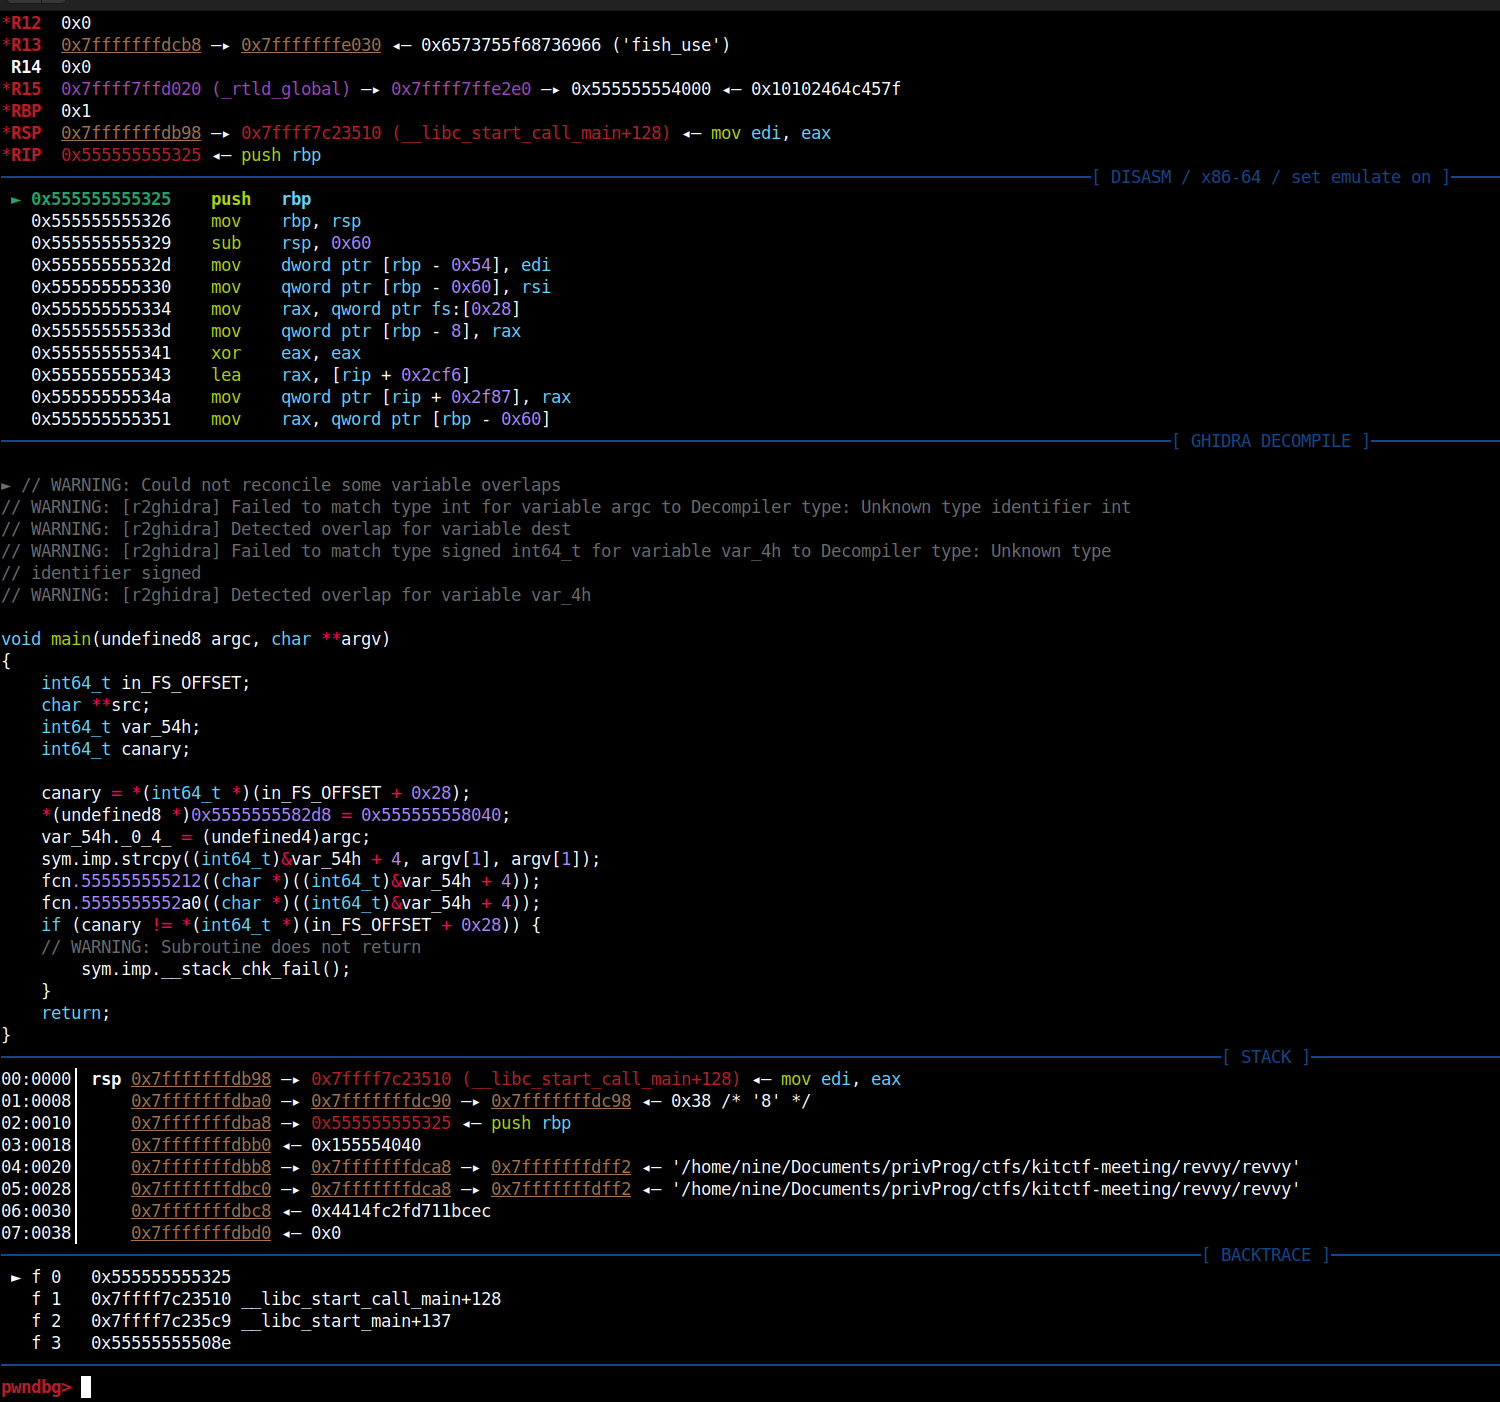 *R12  0x0
*R13  0x7fffffffdcb8 —▸ 0x7fffffffe030 ◂— 0x6573755f68736966 ('fish_use')
 R14  0x0
*R15  0x7ffff7ffd020 (_rtld_global) —▸ 0x7ffff7ffe2e0 —▸ 0x555555554000 ◂— 0x10102464c457f
*RBP  0x1
*RSP  0x7fffffffdb98 —▸ 0x7ffff7c23510 (__libc_start_call_main+128) ◂— mov edi, eax
*RIP  0x555555555325 ◂— push rbp
[ DISASM / x86-64 / set emulate on ]
 ► 0x555555555325    push   rbp
   0x555555555326    mov    rbp, rsp
   0x555555555329    sub    rsp, 0x60
   0x55555555532d    mov    dword ptr [rbp - 0x54], edi
   0x555555555330    mov    qword ptr [rbp - 0x60], rsi
   0x555555555334    mov    rax, qword ptr fs:[0x28]
   0x55555555533d    mov    qword ptr [rbp - 8], rax
   0x555555555341    xor    eax, eax
   0x555555555343    lea    rax, [rip + 0x2cf6]
   0x55555555534a    mov    qword ptr [rip + 0x2f87], rax
   0x555555555351    mov    rax, qword ptr [rbp - 0x60]
[ GHIDRA DECOMPILE ]
► // WARNING: Could not reconcile some variable overlaps
// WARNING: [r2ghidra] Failed to match type int for variable argc to Decompiler type: Unknown type identifier int
// WARNING: [r2ghidra] Detected overlap for variable dest
// WARNING: [r2ghidra] Failed to match type signed int64_t for variable var_4h to Decompiler type: Unknown type
// identifier signed
// WARNING: [r2ghidra] Detected overlap for variable var_4h
void main(undefined8 argc, char **argv)
{
    int64_t in_FS_OFFSET;
    char **src;
    int64_t var_54h;
    int64_t canary;
    canary = *(int64_t *)(in_FS_OFFSET + 0x28);
    *(undefined8 *)0x5555555582d8 = 0x555555558040;
    var_54h._0_4_ = (undefined4)argc;
    sym.imp.strcpy((int64_t)&var_54h + 4, argv[1], argv[1]);
    fcn.555555555212((char *)((int64_t)&var_54h + 4));
    fcn.5555555552a0((char *)((int64_t)&var_54h + 4));
    if (canary != *(int64_t *)(in_FS_OFFSET + 0x28)) {
    // WARNING: Subroutine does not return
        sym.imp.__stack_chk_fail();
    }
    return;
}
[ STACK ]
00:0000│ rsp 0x7fffffffdb98 —▸ 0x7ffff7c23510 (__libc_start_call_main+128) ◂— mov edi, eax
01:0008│     0x7fffffffdba0 —▸ 0x7fffffffdc90 —▸ 0x7fffffffdc98 ◂— 0x38 /* '8' */
02:0010│     0x7fffffffdba8 —▸ 0x555555555325 ◂— push rbp
03:0018│     0x7fffffffdbb0 ◂— 0x155554040
04:0020│     0x7fffffffdbb8 —▸ 0x7fffffffdca8 —▸ 0x7fffffffdff2 ◂— '/home/nine/Documents/privProg/ctfs/kitctf-meeting/revvy/revvy'
05:0028│     0x7fffffffdbc0 —▸ 0x7fffffffdca8 —▸ 0x7fffffffdff2 ◂— '/home/nine/Documents/privProg/ctfs/kitctf-meeting/revvy/revvy'
06:0030│     0x7fffffffdbc8 ◂— 0x4414fc2fd711bcec
07:0038│     0x7fffffffdbd0 ◂— 0x0
[ BACKTRACE ]
 ► f 0   0x555555555325
   f 1   0x7ffff7c23510 __libc_start_call_main+128
   f 2   0x7ffff7c235c9 __libc_start_main+137
   f 3   0x55555555508e
pwndbg>